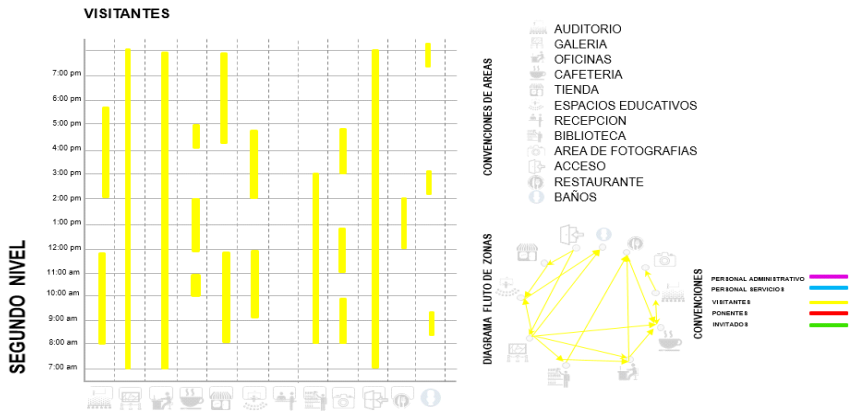 VISITANTES
7:00 pm
6:00 pm
5:00 pm
4:00 pm
3:00 pm
2:00 pm
1:00 pm
12:00 pm
11:00 am
10:00 am
9:00 am
8:00 am
7:00 am
SEGUNDO NIVEL
CONVENCIONES DE AREAS
AUDITORIO
GALERIA
OFICINAS
CAFETERIA
TIENDA
ESPACIOS EDUCATIVOS
RECEPCION
BIBLIOTECA
AREA DE FOTOGRAFIAS
ACCESO
RESTAURANTE
BAÑOS
DIAGRAMA FLUTO DE ZONAS
CONVENCIONES
PERSONAL ADMINISTRATIVO
PERSONAL SERVICIOS
VISITANTES
PONENTES
INVITADOS